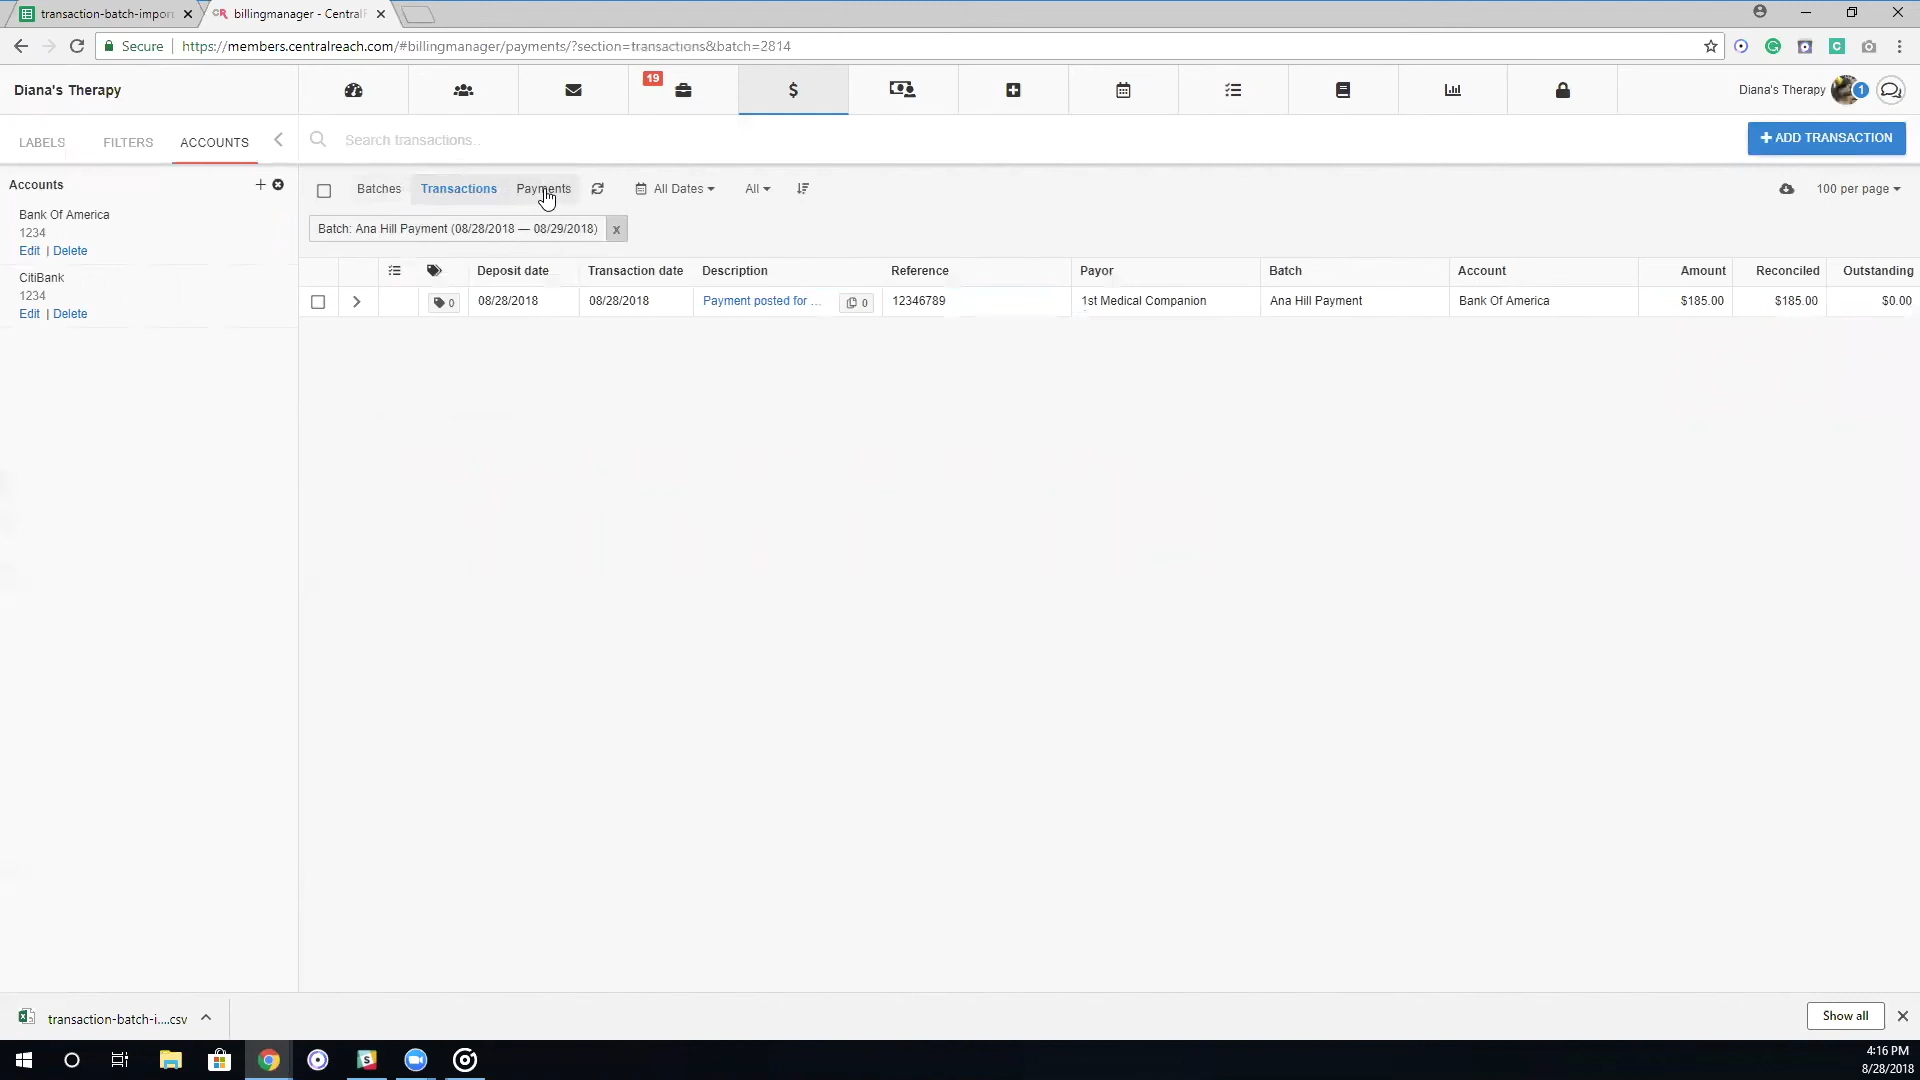 transaction-batch-impor
billingmanager - CentralR
Secure https://members.centralreach.com/#billingmanager/payments/?section=transactions&batch=2814
Diana's Therapy
19
Diana's Therapy
1
LABELS FILTERS ACCOUNTS
Search transactions..
ADD TRANSACTION
Accounts
Bank Of America
1234
Edit | Delete
CitiBank
1234
Edit | Delete
Batches Transactions Payments All Dates All
100 per page
Batch: Ana Hill Payment (08/28/2018 — 08/29/2018) x
Deposit date Transaction date Description Reference Payor Batch Account Amount Reconciled Outstanding
0 08/28/2018 08/28/2018 Payment posted for ... 0 12346789 1st Medical Companion Ana Hill Payment Bank Of America $185.00 $185.00 $0.00
transaction-batch-i....csv
Show all
4:16 PM
8/28/2018